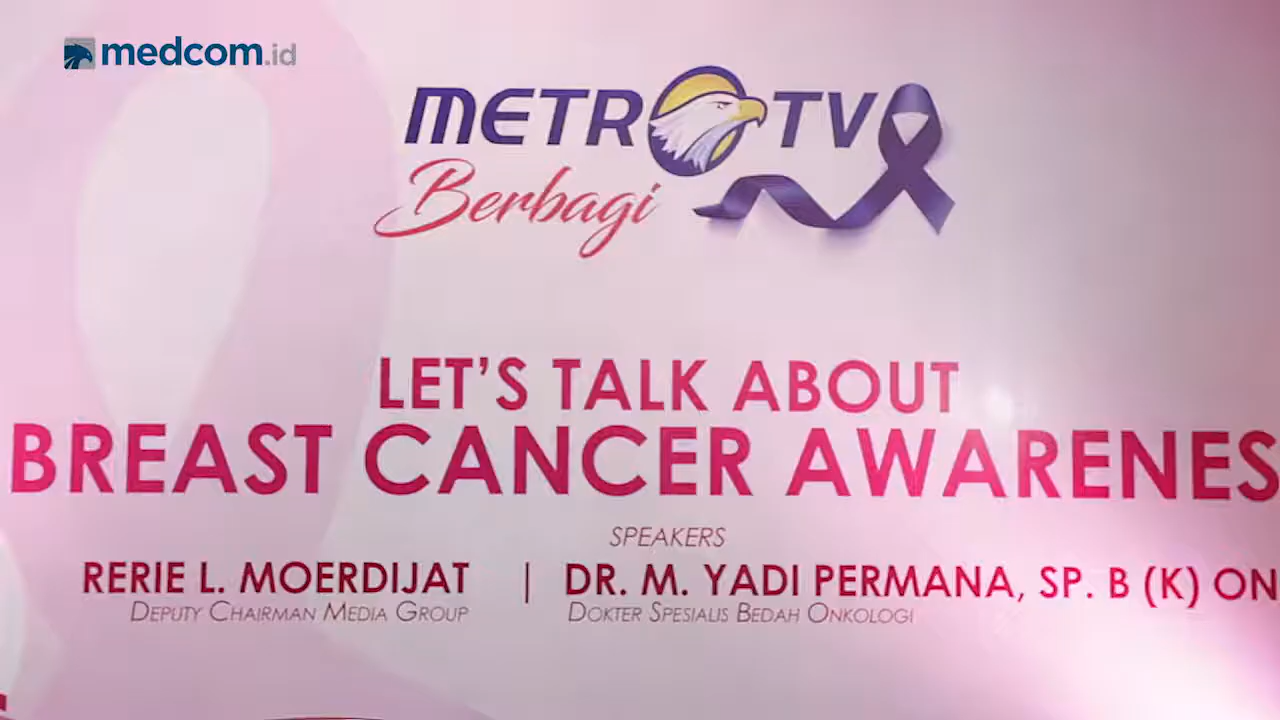 medcom.id
METRO TV
Berbagi
LET'S TALK ABOUT
BREAST CANCER AWARENES
SPEAKERS
RERIE L. MOERDIJAT | DR. M. YADI PERMANA, SP. B (K) ON
DEPUTY CHAIRMAN MEDIA GROUP DOKTER SPESIALIS BEDAH ONKOLOGI